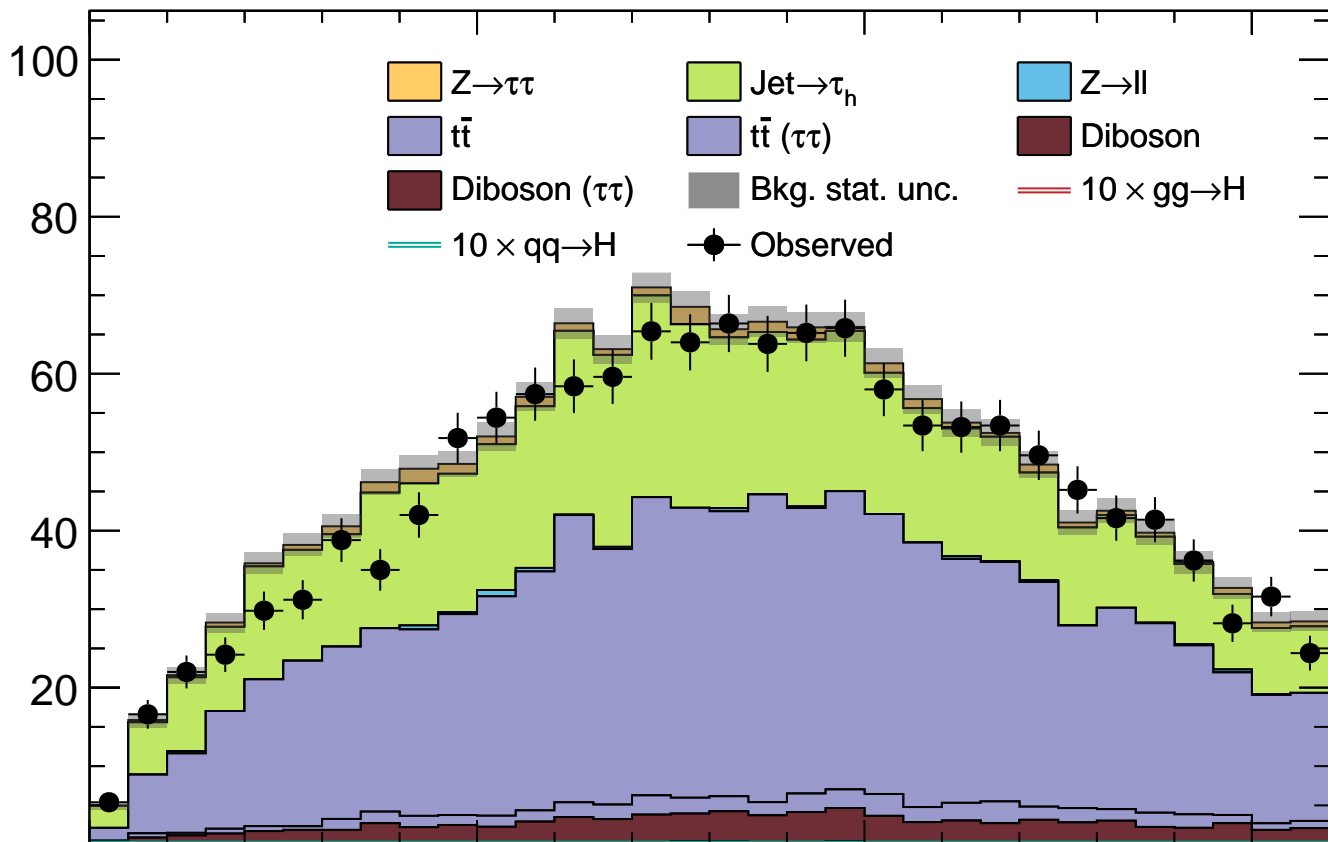 100
Z→ττ Jet→τh Z→ll
tt̄ tt̄ (ττ) Diboson
Diboson (ττ) Bkg. stat. unc. 10 × gg→H
10 × qq→H Observed
80
60
40
20